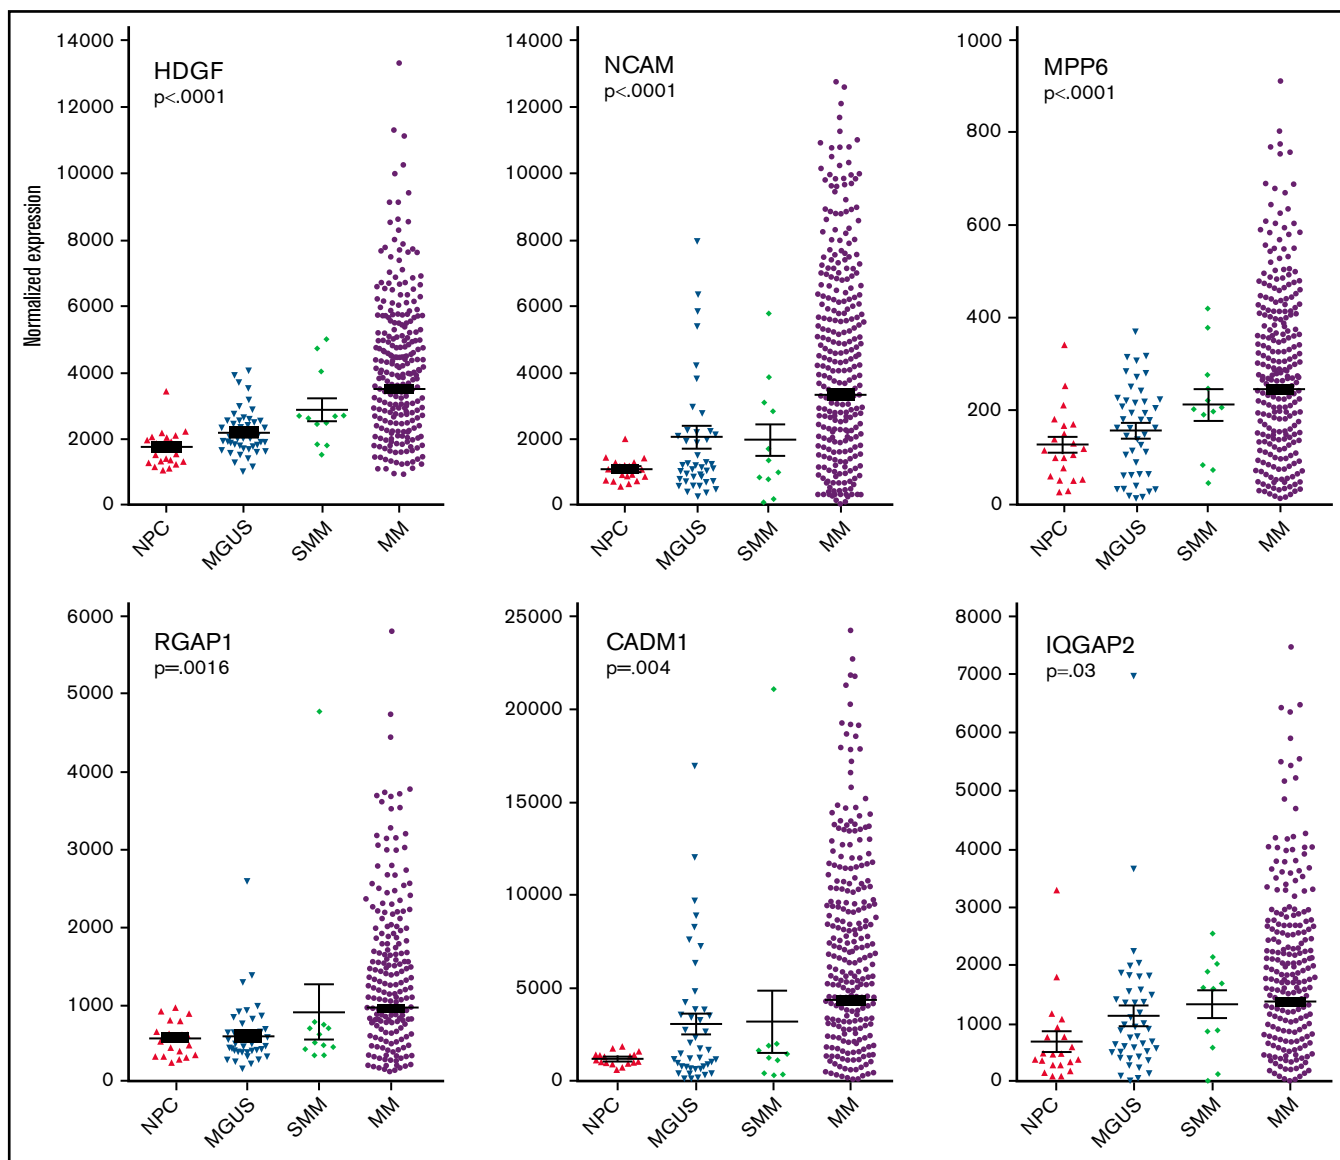 Normalized expression
HDGF
p<.0001
14000
12000
10000
8000
6000
4000
2000
0
NPC
MGUS
SMM
MM
NCAM
p<.0001
14000
12000
10000
8000
6000
4000
2000
0
NPC
MGUS
SMM
MM
MPP6
p<.0001
1000
800
600
400
200
0
NPC
MGUS
SMM
MM
RGAP1
p=.0016
6000
5000
4000
3000
2000
1000
0
NPC
MGUS
SMM
MM
CADM1
p=.004
25000
20000
15000
10000
5000
0
NPC
MGUS
SMM
MM
IQGAP2
p=.03
8000
7000
6000
5000
4000
3000
2000
1000
0
NPC
MGUS
SMM
MM